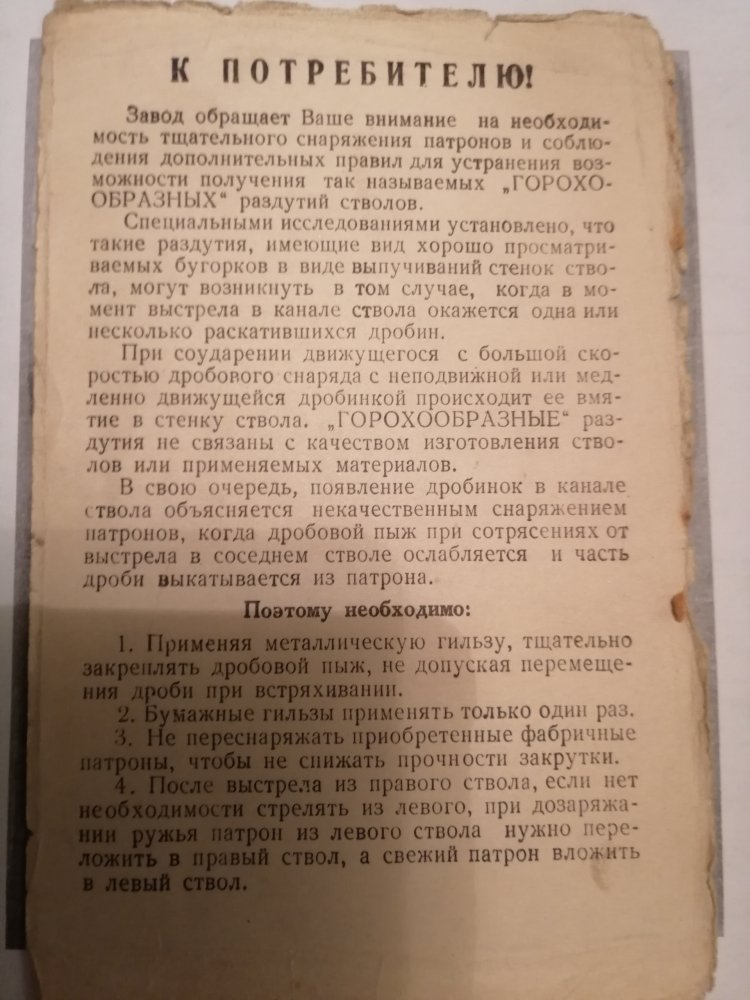 К ПОТРЕБИТЕЛЮ!
Завод обращает Ваше внимание на необходи-
мость тщательного снаряжения патронов и соблю-
дения дополнительных правил для устранения воз-
можности получения так называемых „ГОРОХО-
ОБРАЗНЫХ“ раздутий стволов.
Специальными исследованиями установлено, что
такие раздутия, имеющие вид хорошо просматри-
ваемых бугорков в виде выпучиваний стенок ство-
ла, могут возникнуть в том случае, когда в мо-
мент выстрела в канале ствола окажется одна или
несколько раскатившихся дробин.
При соударении движущегося с большой ско-
ростью дробового снаряда с неподвижной или мед-
ленно движущейся дробинкой происходит ее вмя-
тие в стенку ствола. „ГОРОХООБРАЗНЫЕ“ раз-
дутия не связаны с качеством изготовления ство-
лов или применяемых материалов.
В свою очередь, появление дробинок в канале
ствола объясняется некачественным снаряжением
патронов, когда дробовой пыж при сотрясениях от
выстрела в соседнем стволе ослабляется и часть
дроби выкатывается из патрона.
Поэтому необходимо:
1. Применяя металлическую гильзу, тщательно
закреплять дробовой пыж, не допуская перемеще-
ния дроби при встряхивании.
2. Бумажные гильзы применять только один раз.
3. Не переснаряжать приобретенные фабричные
патроны, чтобы не снижать прочности закрутки.
4. После выстрела из правого ствола, если нет
необходимости стрелять из левого, при дозаряжа-
нии ружья патрон из левого ствола нужно пере-
ложить в правый ствол, а свежий патрон вложить
в левый ствол.